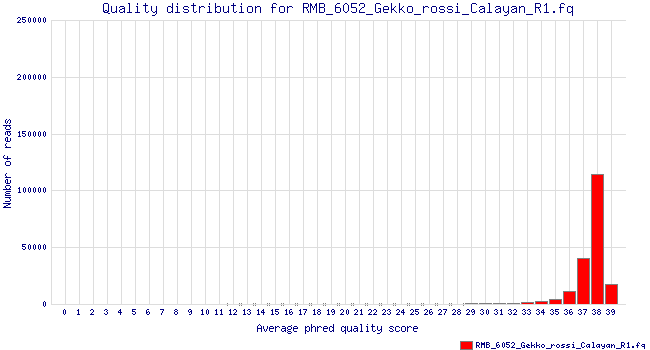 Quality distribution for RMB_6052_Gekko_rossi_Calayan_R1.fq
250000
200000
150000
100000
50000
0
Number of reads
0 1 2 3 4 5 6 7 8 9 10 11 12 13 14 15 16 17 18 19 20 21 22 23 24 25 26 27 28 29 30 31 32 33 34 35 36 37 38 39
Average phred quality score
RMB_6052_Gekko_rossi_Calayan_R1.fq